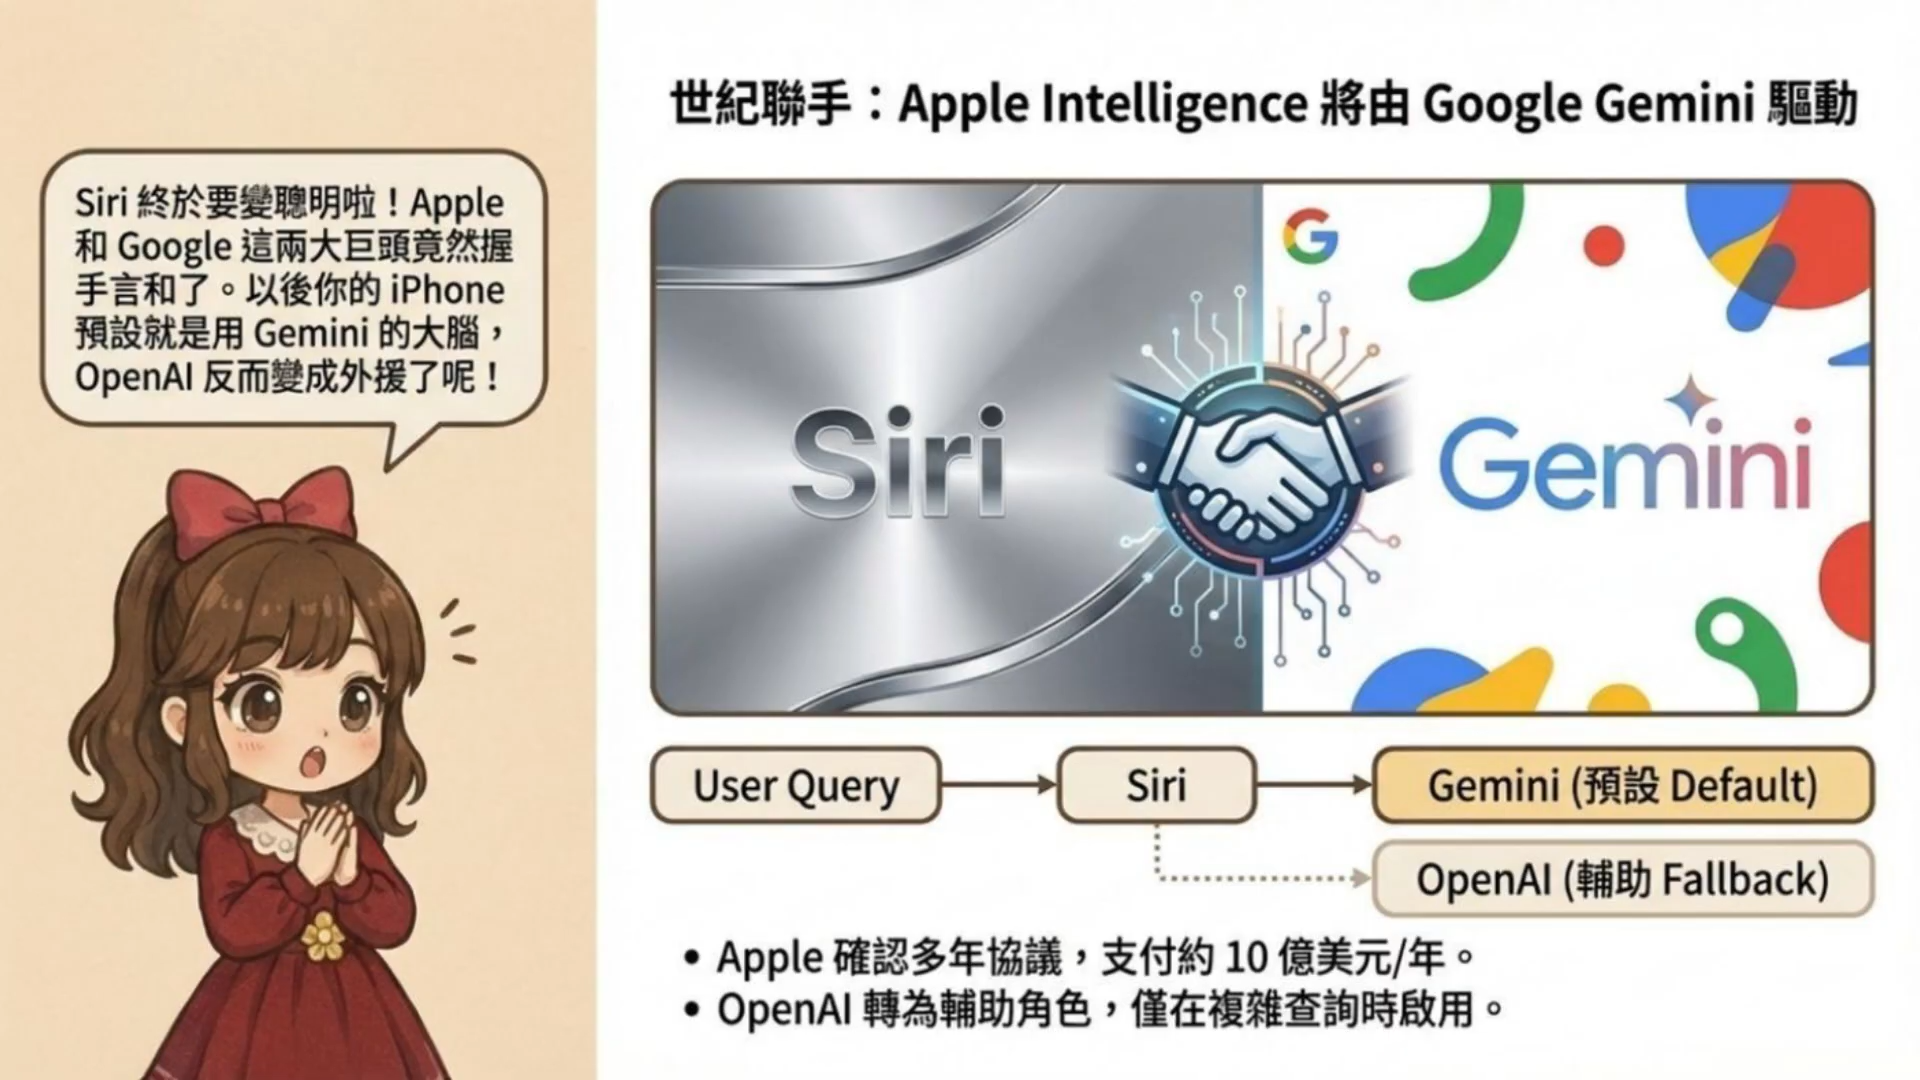 世紀聯手：Apple Intelligence 將由 Google Gemini 驅動
Siri 終於要變聰明啦！Apple
和 Google 這兩大巨頭竟然握
手言和了。以後你的 iPhone
預設就是用 Gemini 的大腦，
OpenAI 反而變成外援了呢！
G
Siri
Gemini
User Query
Siri
Gemini (預設 Default)
OpenAI (輔助 Fallback)
• Apple 確認多年協議，支付約 10 億美元/年。
• OpenAI 轉為輔助角色，僅在複雜查詢時啟用。